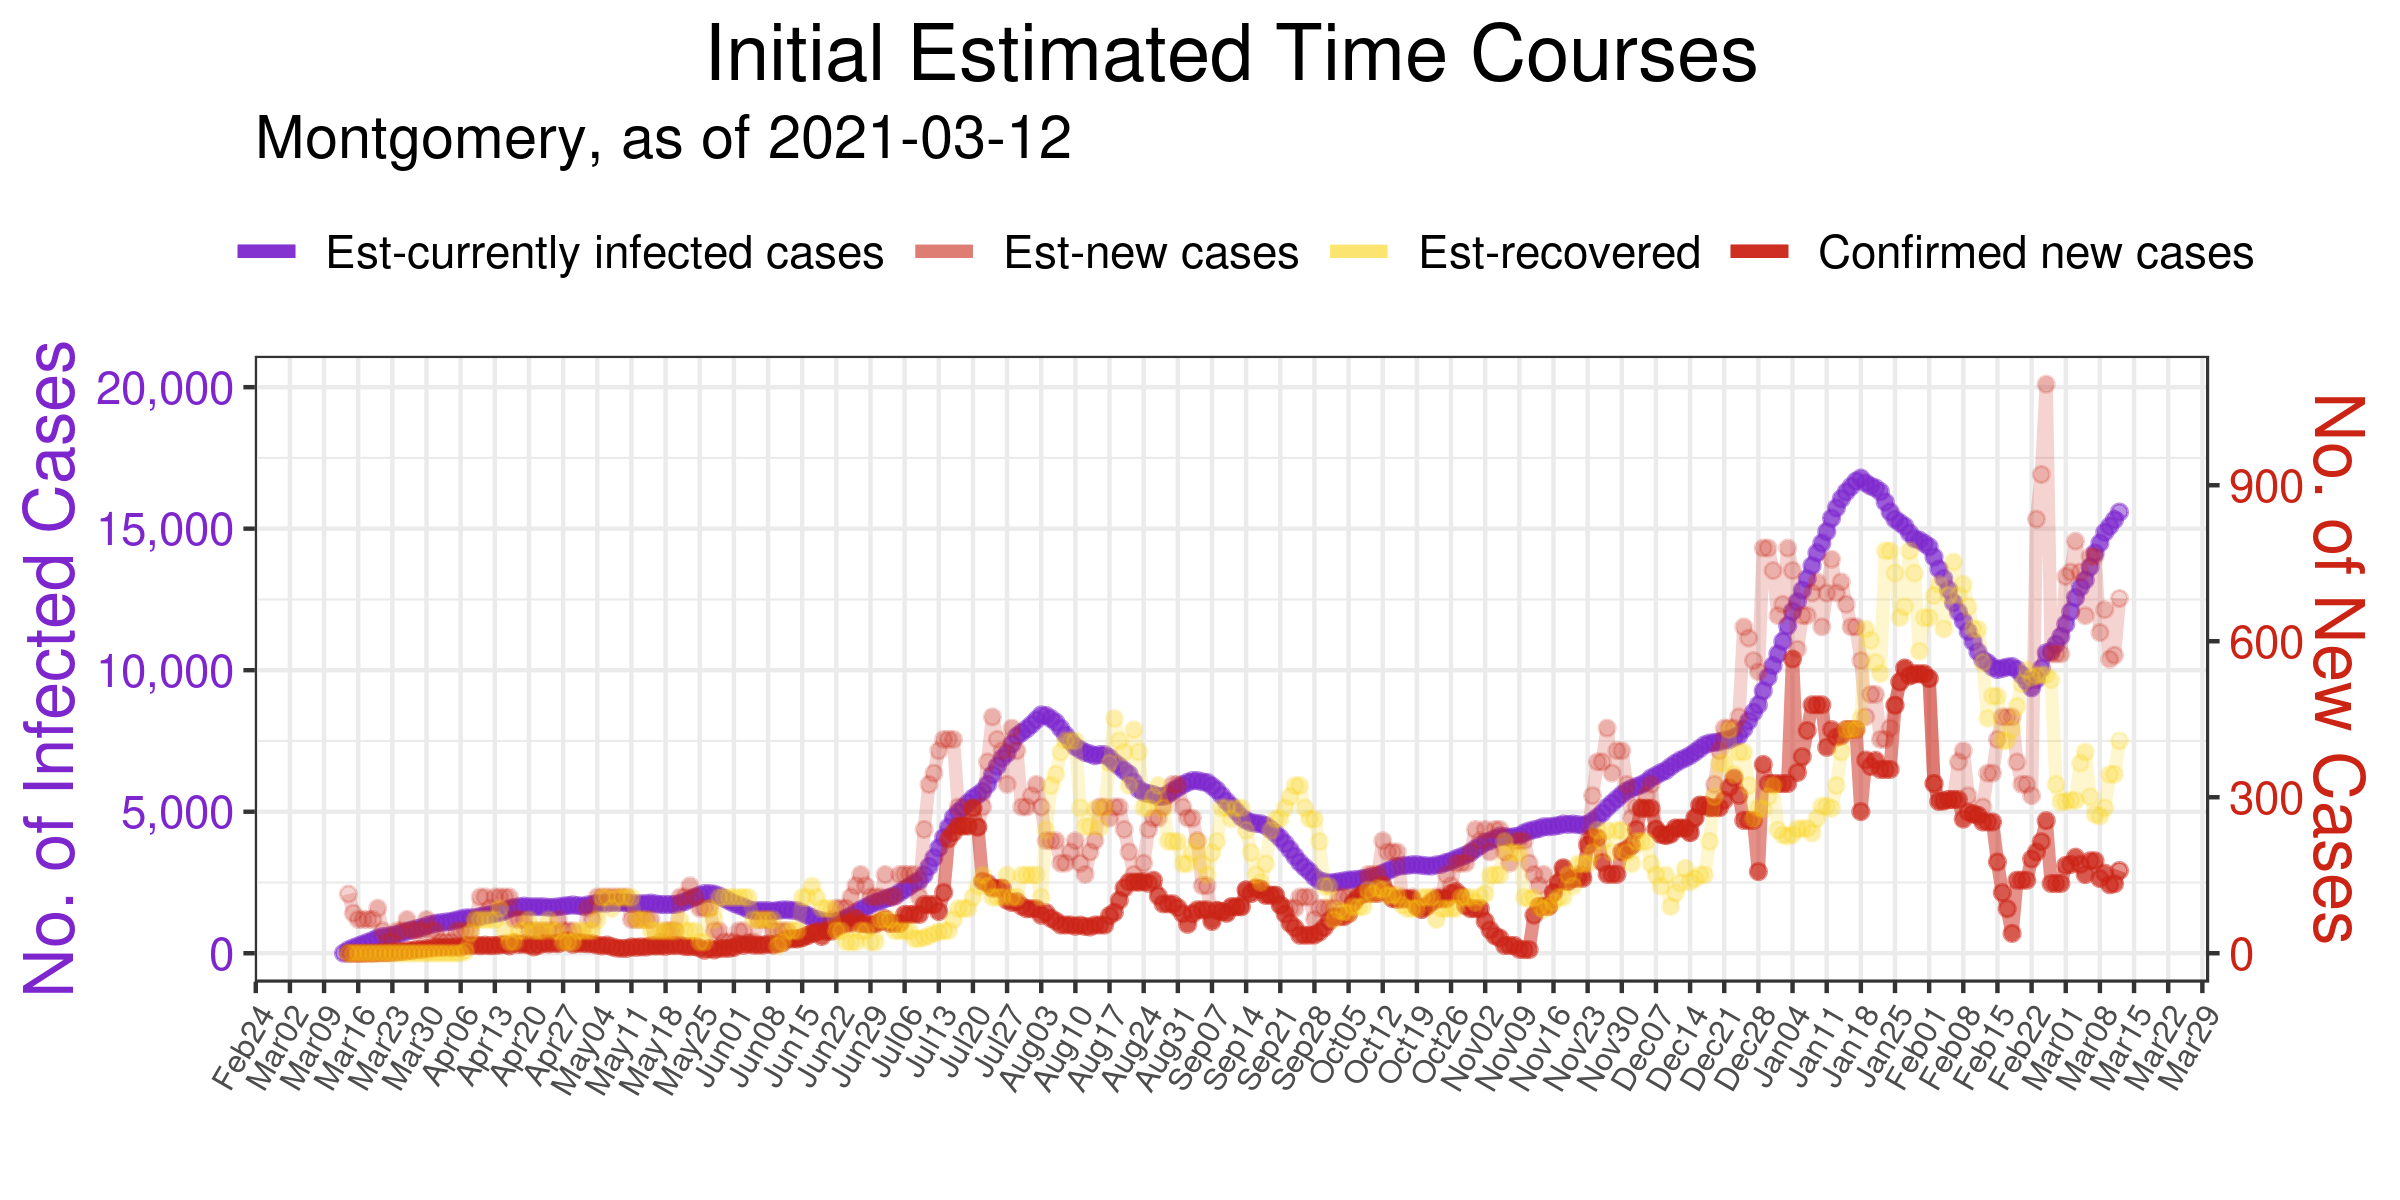 Initial Estimated Time Courses
Montgomery, as of 2021-03-12
Est-currently infected cases Est-new cases Est-recovered Confirmed new cases
No. of Infected Cases
20,000
15,000
10,000
5,000
0
900
600
300
0
No. of New Cases
Feb24 Mar02 Mar09 Mar16 Mar23 Mar30 Apr06 Apr13 Apr20 Apr27 May04 May11 May18 May25 Jun01 Jun08 Jun15 Jun22 Jun29 Jul06 Jul13 Jul20 Jul27 Aug03 Aug10 Aug17 Aug24 Aug31 Sep07 Sep14 Sep21 Sep28 Oct05 Oct12 Oct19 Oct26 Nov02 Nov09 Nov16 Nov23 Nov30 Dec07 Dec14 Dec21 Dec28 Jan04 Jan11 Jan18 Jan25 Feb01 Feb08 Feb15 Feb22 Mar01 Mar08 Mar15 Mar22 Mar29